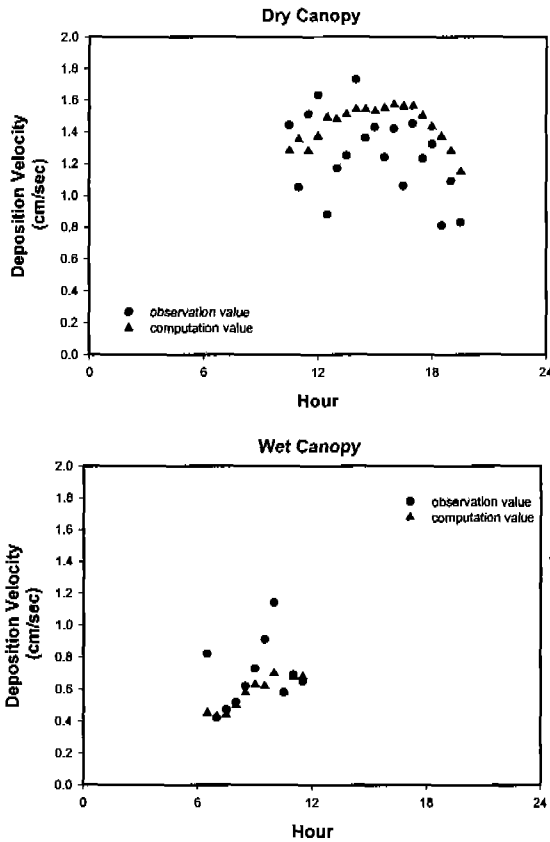 Dry Canopy
2.0
1.8
1.6
1.4
1.2
1.0
0.8
0.6
0.4
0.2
0.0
Deposition Velocity
(cm/sec)
observation value
computation value
0 6 12 18 24
Hour
Wet Canopy
2.0
1.8
1.6
1.4
1.2
1.0
0.8
0.6
0.4
0.2
0.0
Deposition Velocity
(cm/sec)
observation value
computation value
0 6 12 18 24
Hour